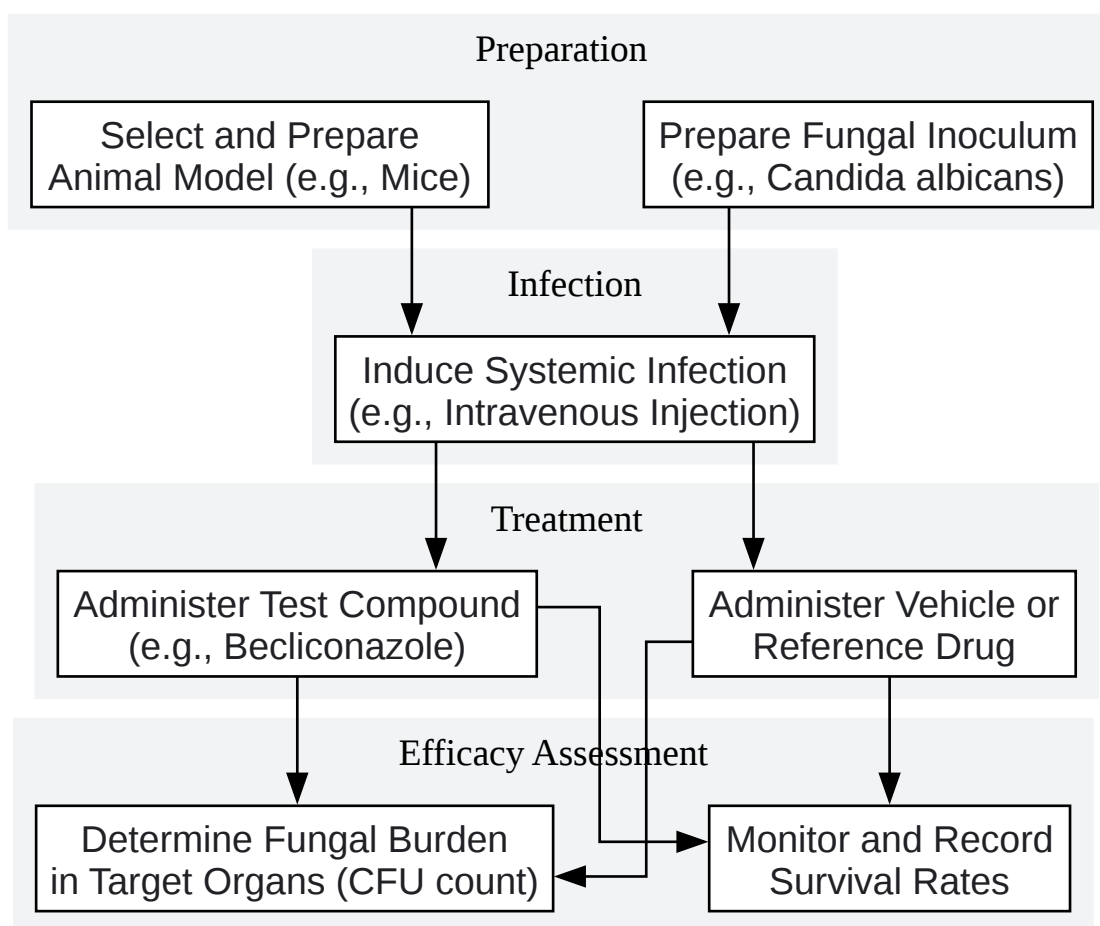 Preparation
Select and Prepare
Animal Model (e.g., Mice)
Prepare Fungal Inoculum
(e.g., Candida albicans)
Infection
Induce Systemic Infection
(e.g., Intravenous Injection)
Treatment
Administer Test Compound
(e.g., Becliconazole)
Administer Vehicle or
Reference Drug
Efficacy Assessment
Determine Fungal Burden
in Target Organs (CFU count)
Monitor and Record
Survival Rates